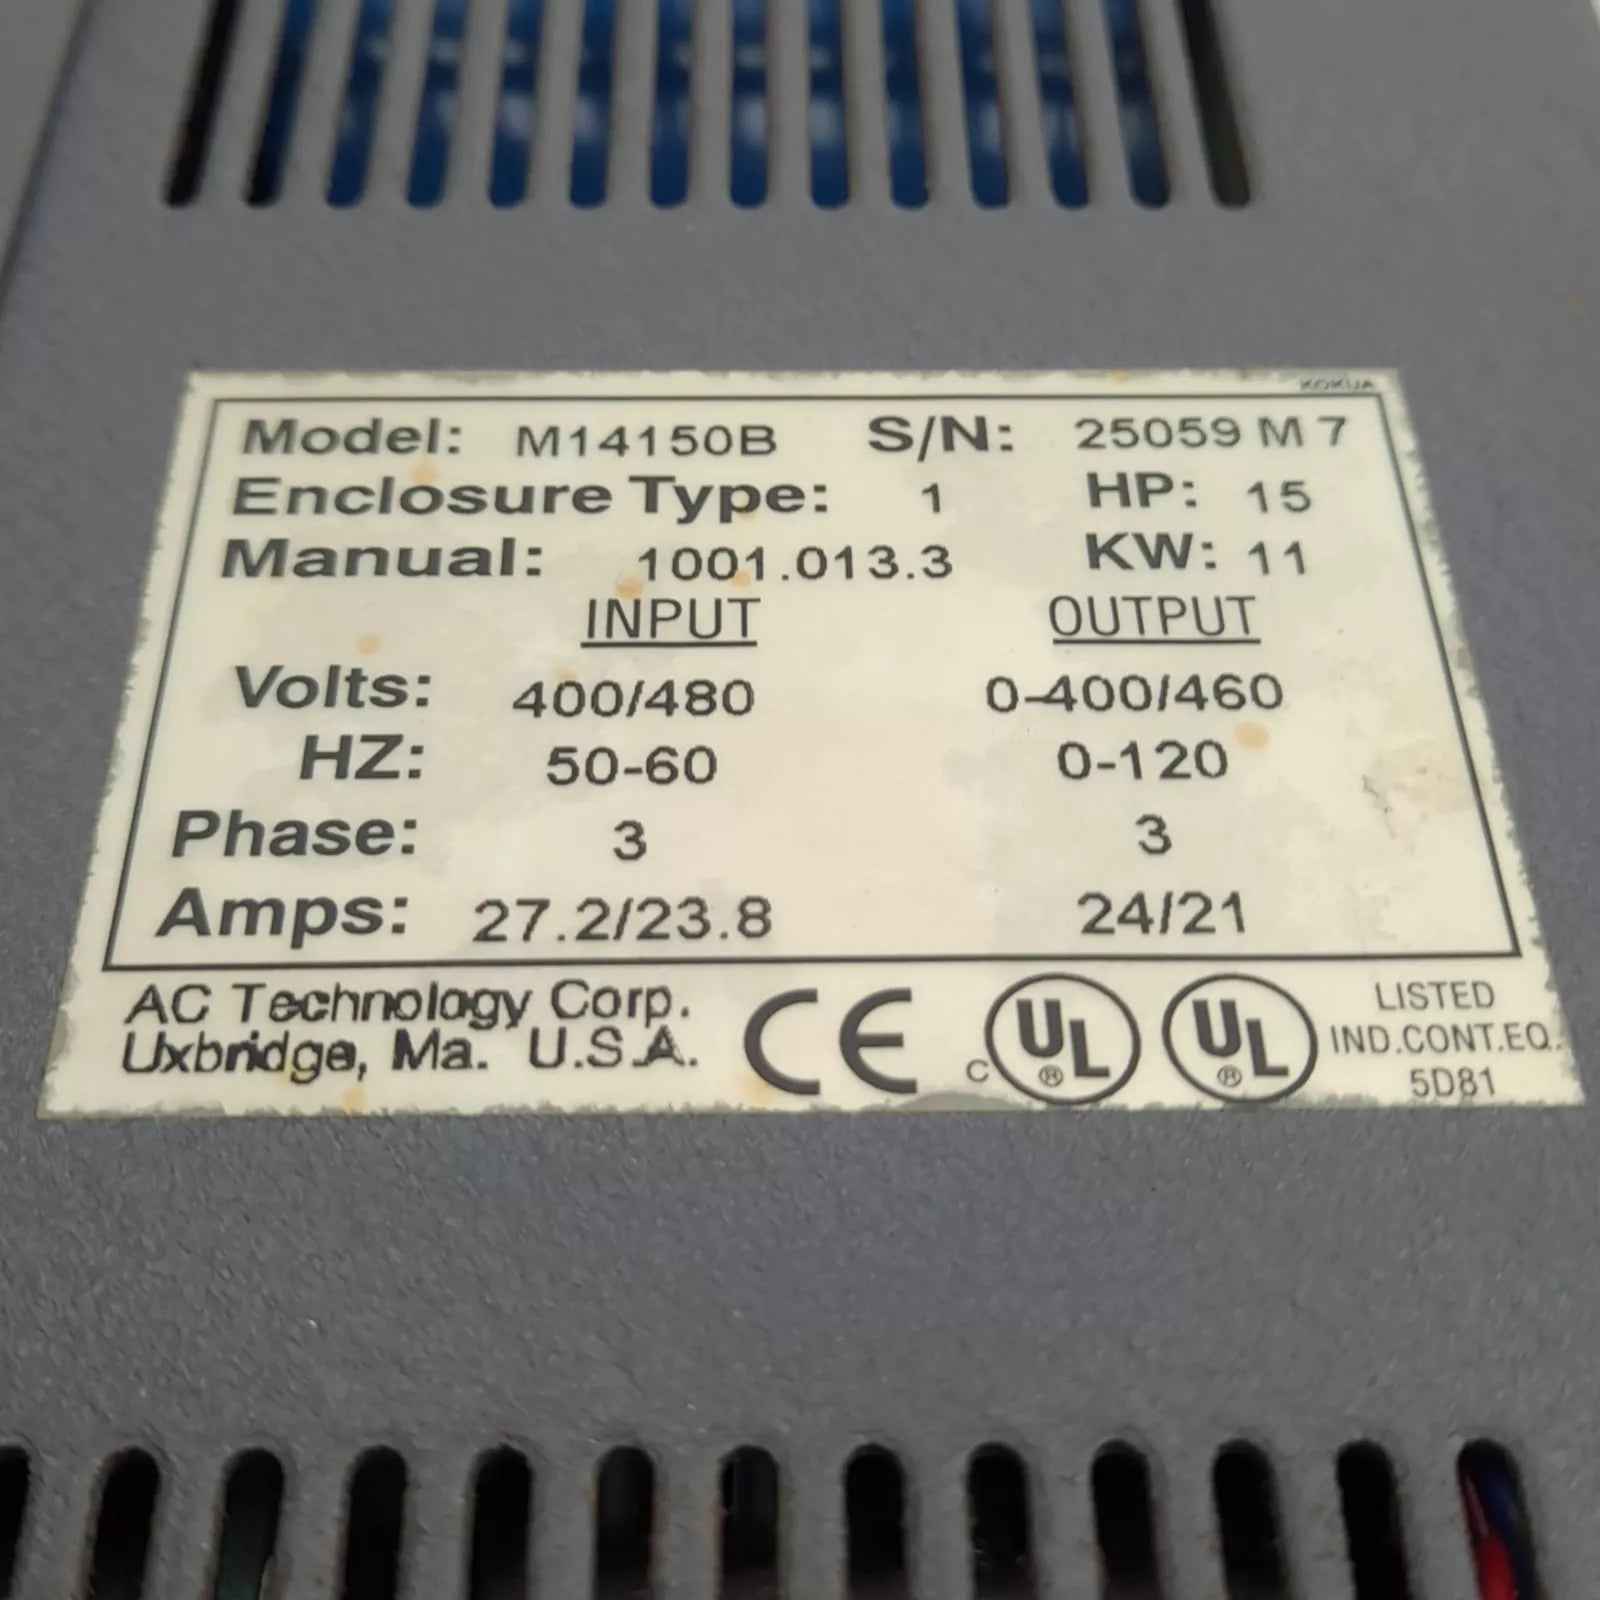 KOKUA
Model: M14150B S/N: 25059 M 7
Enclosure Type: 1 HP: 15
Manual: 1001.013.3 KW: 11
INPUT OUTPUT
Volts: 400/480 0-400/460
HZ: 50-60 0-120
Phase: 3 3
Amps: 27.2/23.8 24/21
AC Technology Corp.
Uxbridge, Ma. U.S.A.
CE
C UL ® UL ®
LISTED
IND.CONT.EQ.
5D81